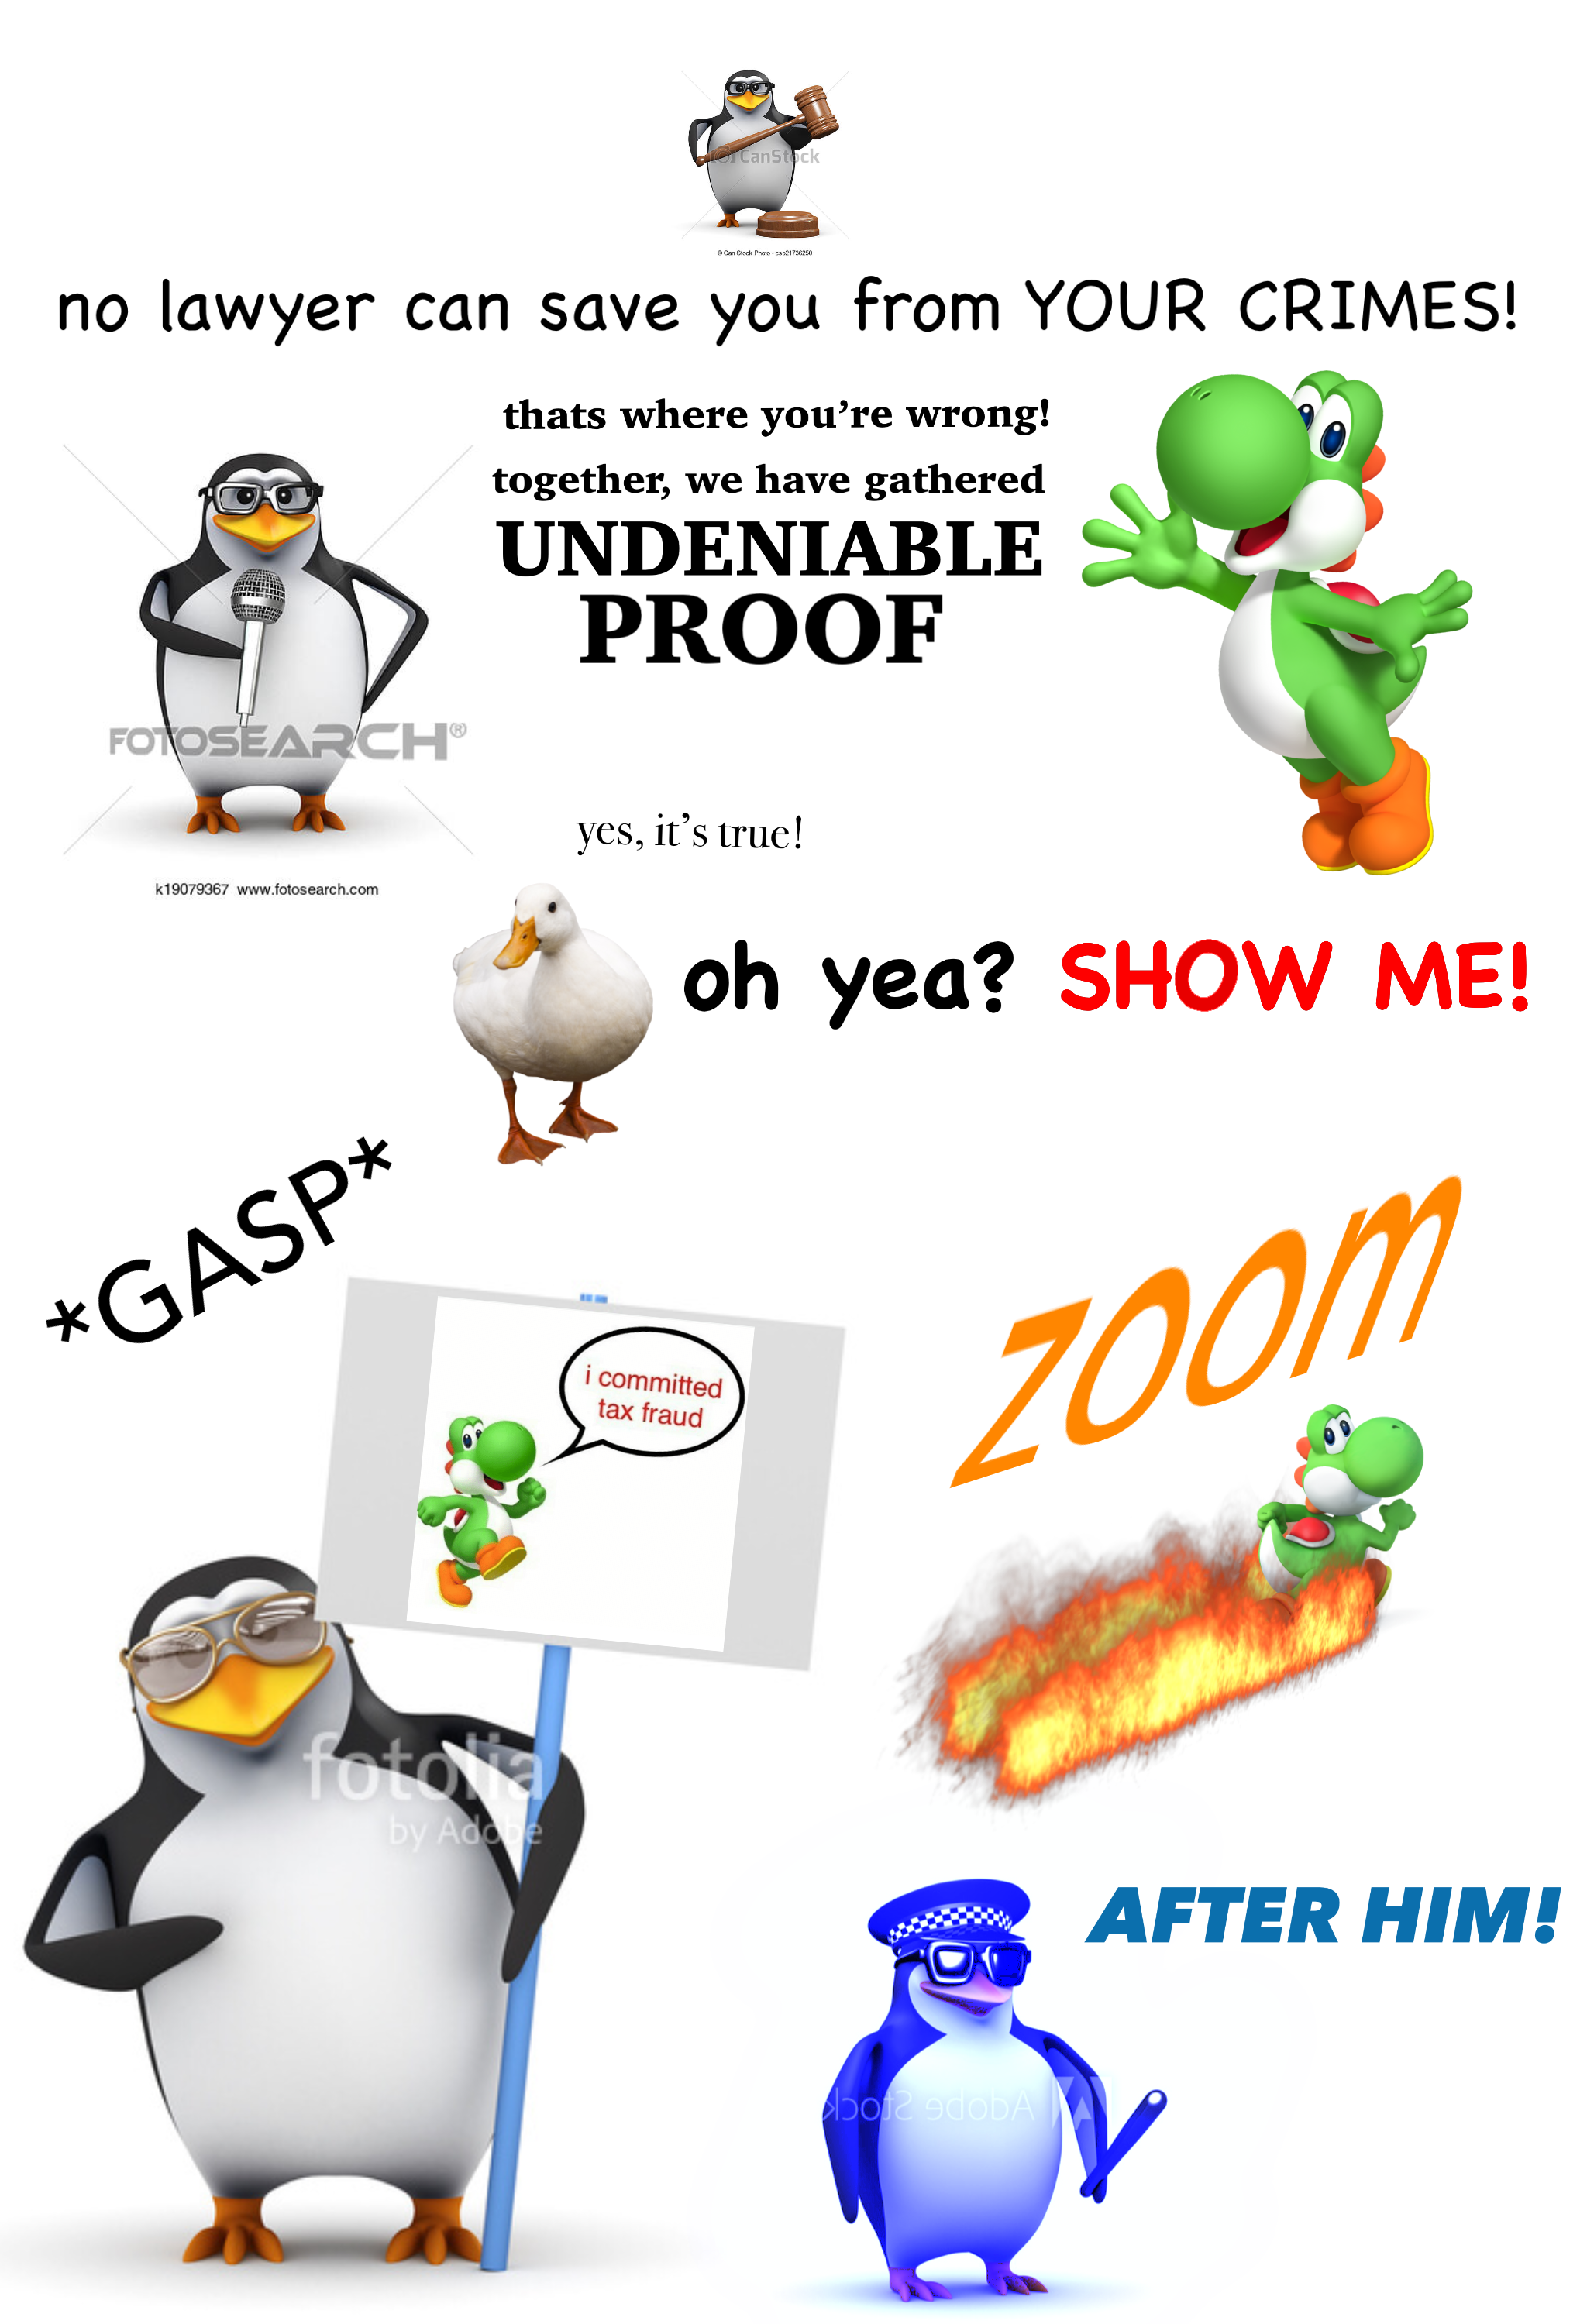 © CanStock
© Can Stock Photo - csp21736250
no lawyer can save you from YOUR CRIMES!
thats where you're wrong!
together, we have gathered
UNDENIABLE
PROOF
FOTOSEARCH®
yes, it's true!
k19079367 www.fotosearch.com
oh yea? SHOW ME!
*GASP*
zoom
i committed
tax fraud
fotolia
by Adobe
AFTER HIM!
Adobe Stock